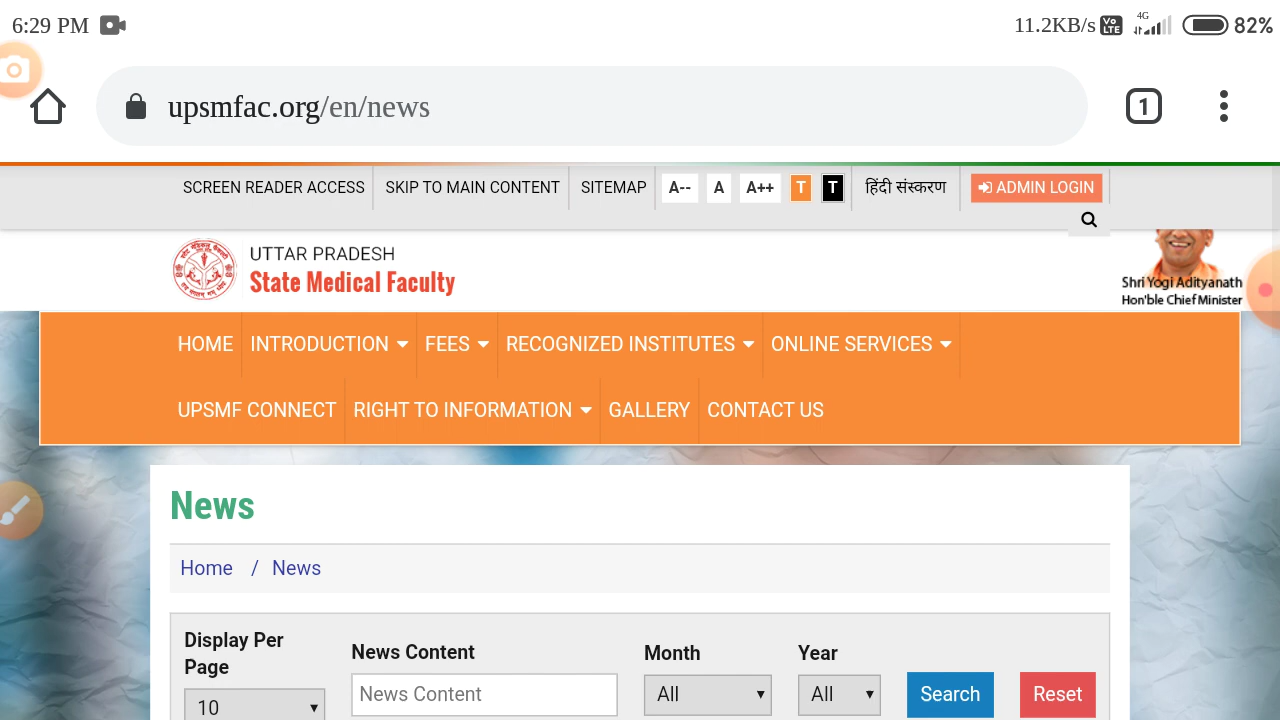 6:29 PM
11.2KB/s Vo LTE 4G 82%
upsmfac.org/en/news
1
SCREEN READER ACCESS SKIP TO MAIN CONTENT SITEMAP A-- A A++ T T हिंदी संस्करण ADMIN LOGIN
UTTAR PRADESH
State Medical Faculty
Shri Yogi Adityanath
Hon'ble Chief Minister
HOME INTRODUCTION FEES RECOGNIZED INSTITUTES ONLINE SERVICES
UPSMF CONNECT RIGHT TO INFORMATION GALLERY CONTACT US
News
Home / News
Display Per Page
News Content
Month
Year
10
News Content
All
All
Search
Reset